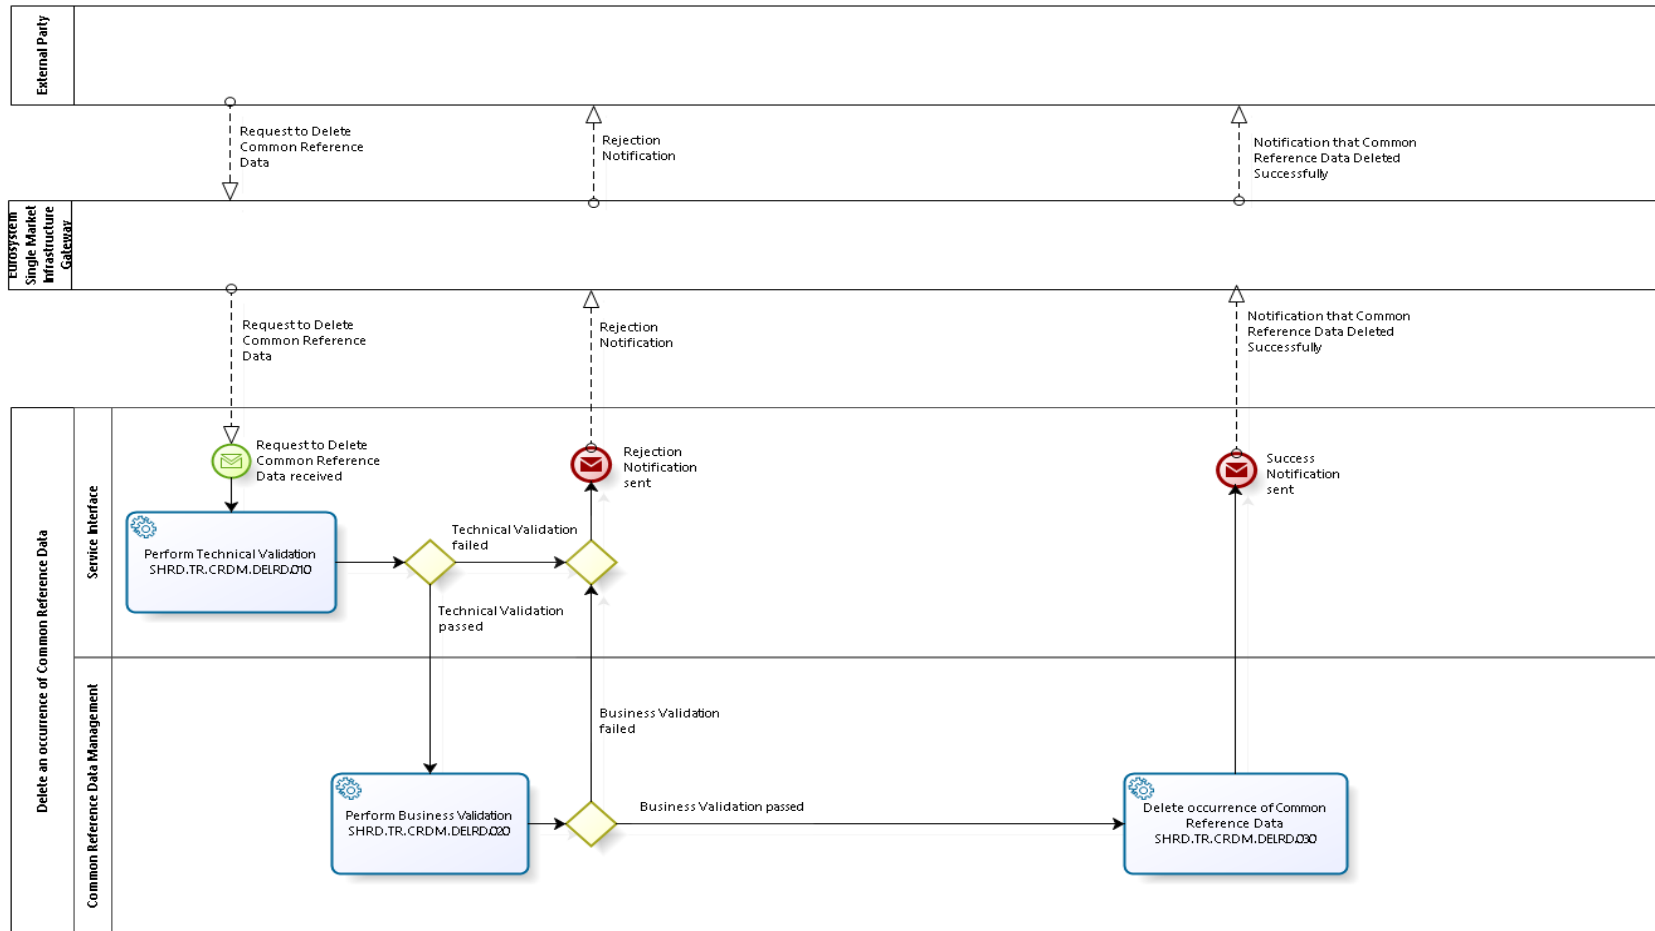 External Party
Request to Delete
Common Reference
Data
Rejection
Notification
Notification that Common
Reference Data Deleted
Successfully
Eurosystem
Single Market
Infrastructure
Gateway
Request to Delete
Common Reference
Data
Rejection
Notification
Notification that Common
Reference Data Deleted
Successfully
Delete an occurrence of Common Reference Data
Service Interface
Request to Delete
Common Reference
Data received
Rejection
Notification
sent
Success
Notification
sent
Perform Technical Validation
SHRD.TR.CRDM.DELRD.010
Technical Validation
failed
Technical Validation
passed
Common Reference Data Management
Business Validation
failed
Perform Business Validation
SHRD.TR.CRDM.DELRD.020
Business Validation passed
Delete occurrence of Common
Reference Data
SHRD.TR.CRDM.DELRD.030